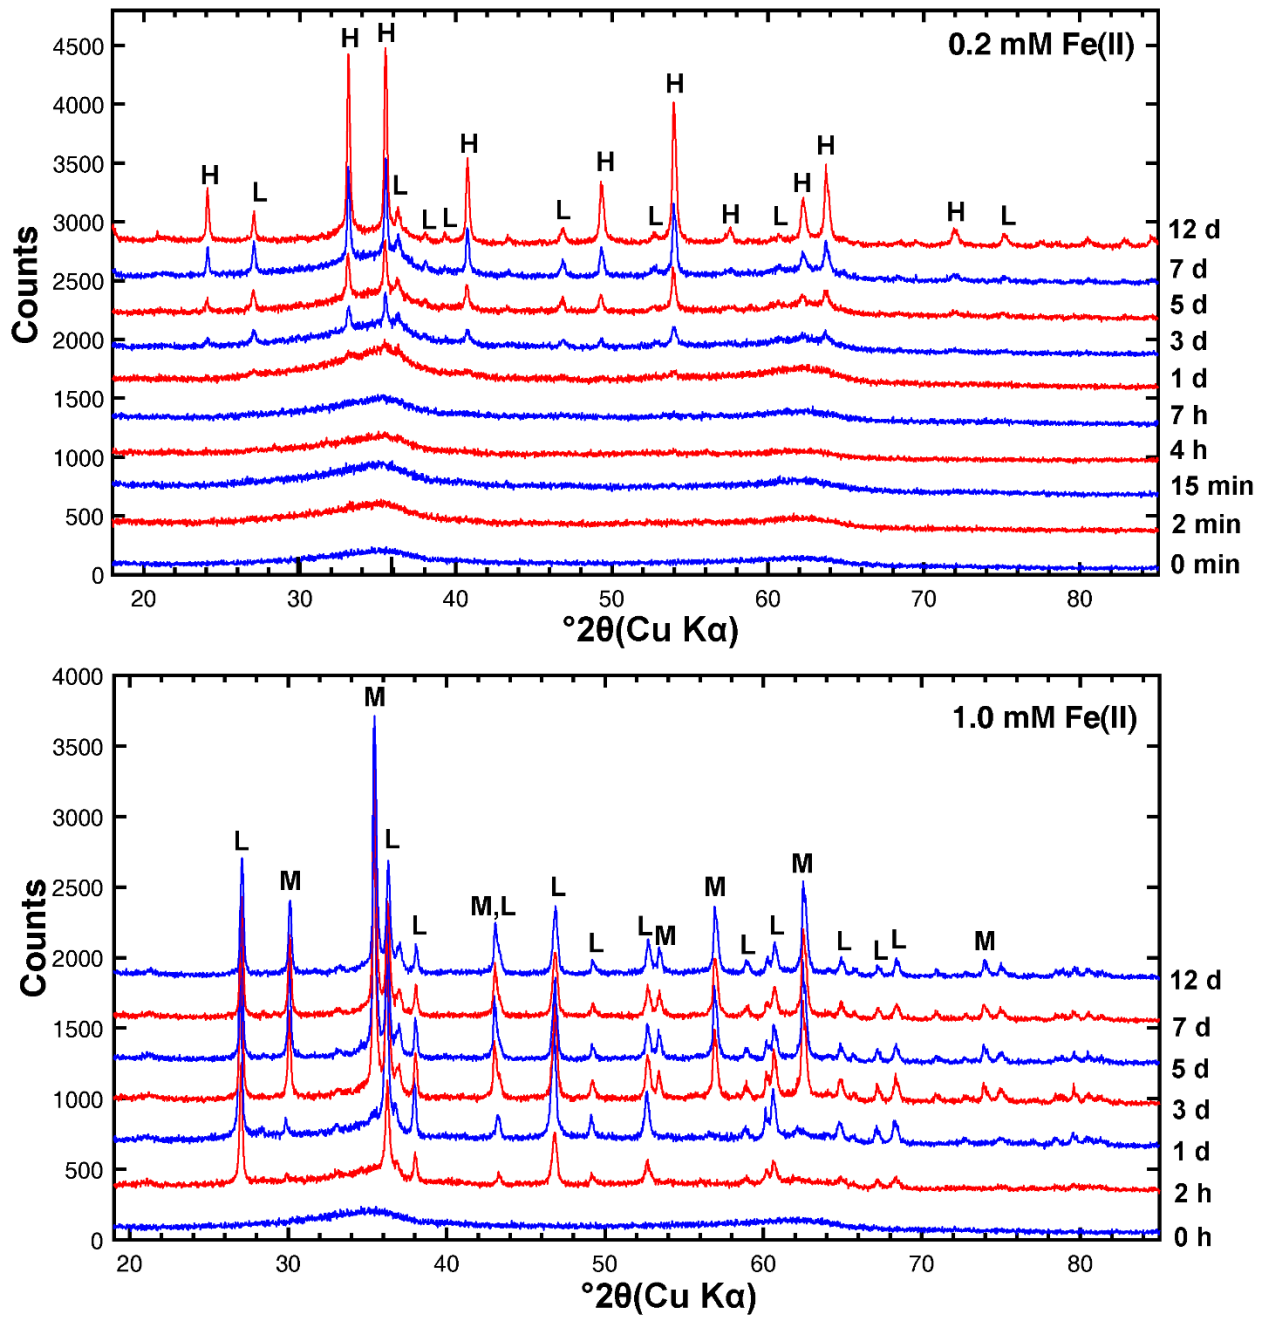 0.2 mM Fe(II)
H H
H
H L L H H H H H
L L L L L H L
4500
4000
3500
3000
2500
2000
1500
1000
500
0
Counts
12 d
7 d
5 d
3 d
1 d
7 h
4 h
15 min
2 min
0 min
20 30 40 50 60 70 80
°2θ(Cu Kα)
1.0 mM Fe(II)
M
L M L L M,L L L L M M L L M L L L M
4000
3500
3000
2500
2000
1500
1000
500
0
Counts
12 d
7 d
5 d
3 d
1 d
2 h
0 h
20 30 40 50 60 70 80
°2θ(Cu Kα)